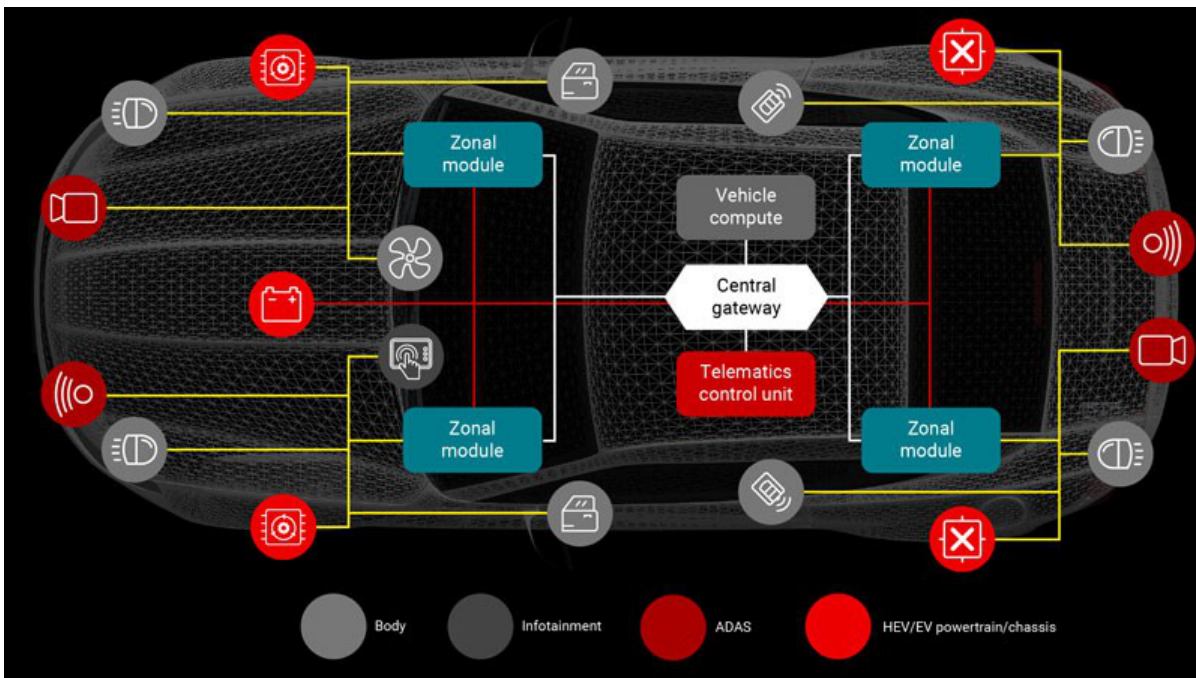 Zonal
module
Zonal
module
Vehicle
compute
Central
gateway
Telematics
control unit
Zonal
module
Zonal
module
Body
Infotainment
ADAS
HEV/EV powertrain/chassis